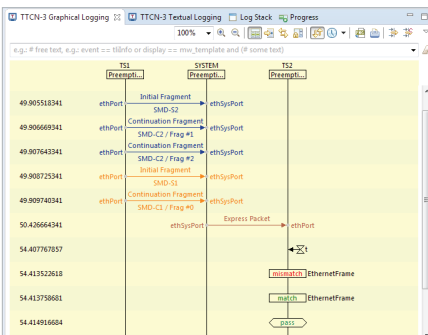 TTCN-3 Graphical Logging TTCN-3 Textual Logging Log Stack Progress
100%
e.g.: # free text, e.g.: event == tliInfo or display == mw_template and (# some text)
TS1 SYSTEM TS2
Preempti... Preempti... Preempti...
Initial Fragment
49.905518341 ethPort ethSysPort
SMD-S2
Continuation Fragment
49.906669341 ethPort ethSysPort
SMD-C2 / Frag #1
Continuation Fragment
49.907643341 ethPort ethSysPort
SMD-C2 / Frag #2
Initial Fragment
49.908725341 ethPort ethSysPort
SMD-S1
Continuation Fragment
49.909740341 ethPort ethSysPort
SMD-C1 / Frag #0
Express Packet
50.426664341 ethSysPort ethPort
54.407767857 t
54.413522618 mismatch EthernetFrame
54.413758681 match EthernetFrame
54.414916684 pass